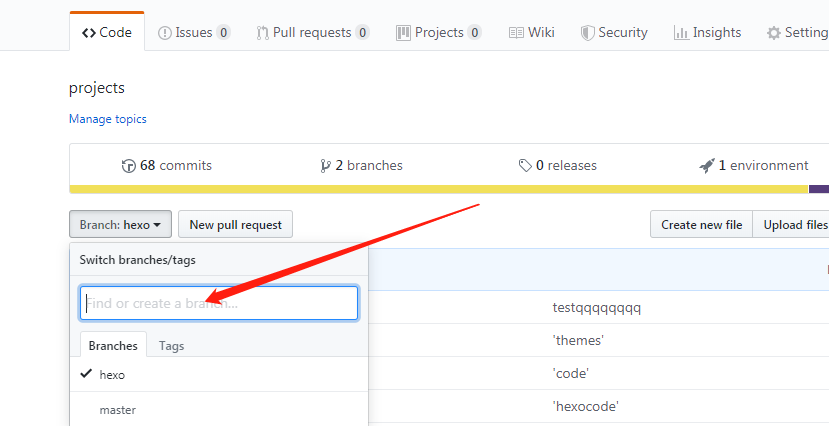 Code Issues 0 Pull requests 0 Projects 0 Wiki Security Insights Setting
projects
Manage topics
68 commits 2 branches 0 releases 1 environment
Branch: hexo New pull request Create new file Upload files
Switch branches/tags
Find or create a branch...
testqqqqqqqq
Branches Tags
'themes'
hexo
'code'
master
'hexocode'